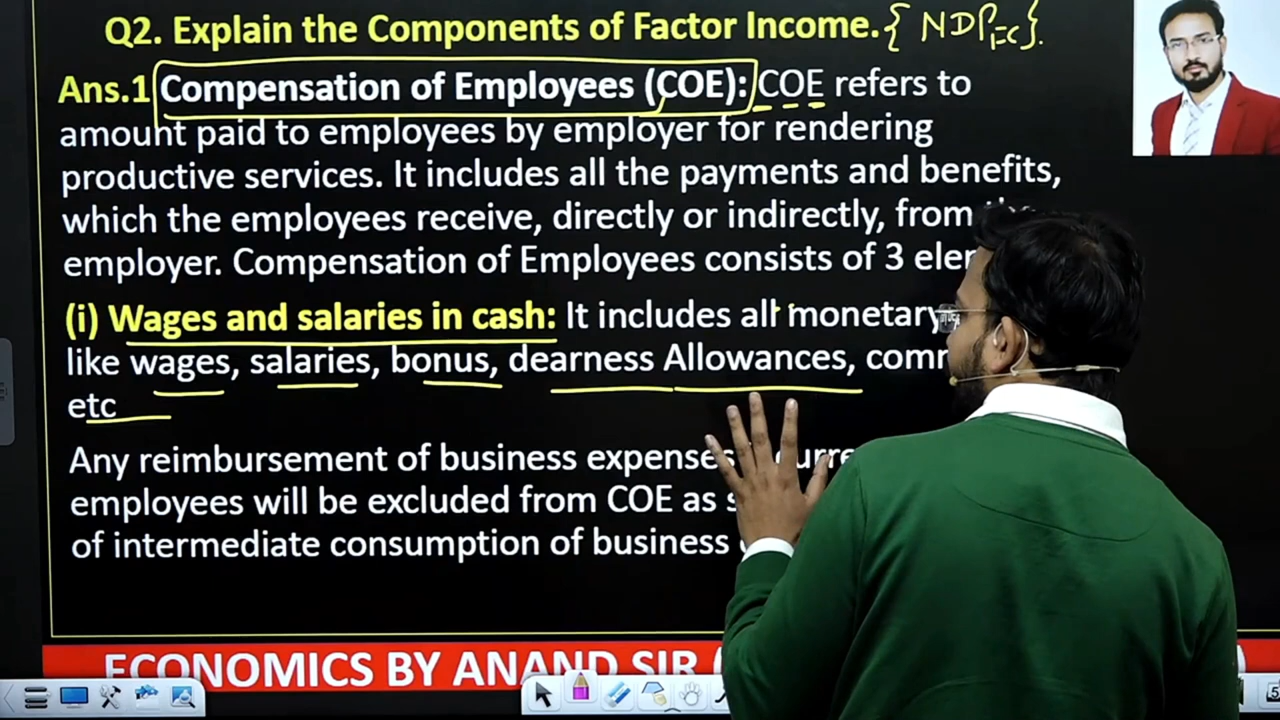 Q2. Explain the Components of Factor Income. { NDP FC }.
Ans.1 Compensation of Employees (COE): COE refers to
amount paid to employees by employer for rendering
productive services. It includes all the payments and benefits,
which the employees receive, directly or indirectly, from the
employer. Compensation of Employees consists of 3
(i) Wages and salaries in cash: It includes all monetary
like wages, salaries, bonus, dearness Allowances,
etc
Any reimbursement of business expenses
employees will be excluded from COE as
of intermediate consumption of business
ECONOMICS BY ANAND SIR (